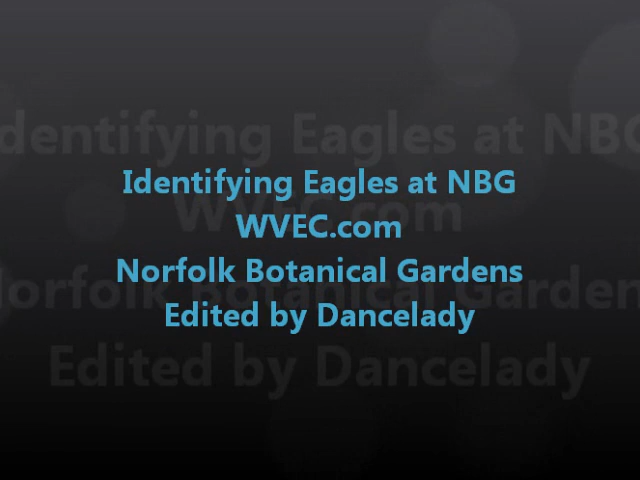 Identifying Eagles at NBG
WVEC.com
Norfolk Botanical Gardens
Edited by Dancelady